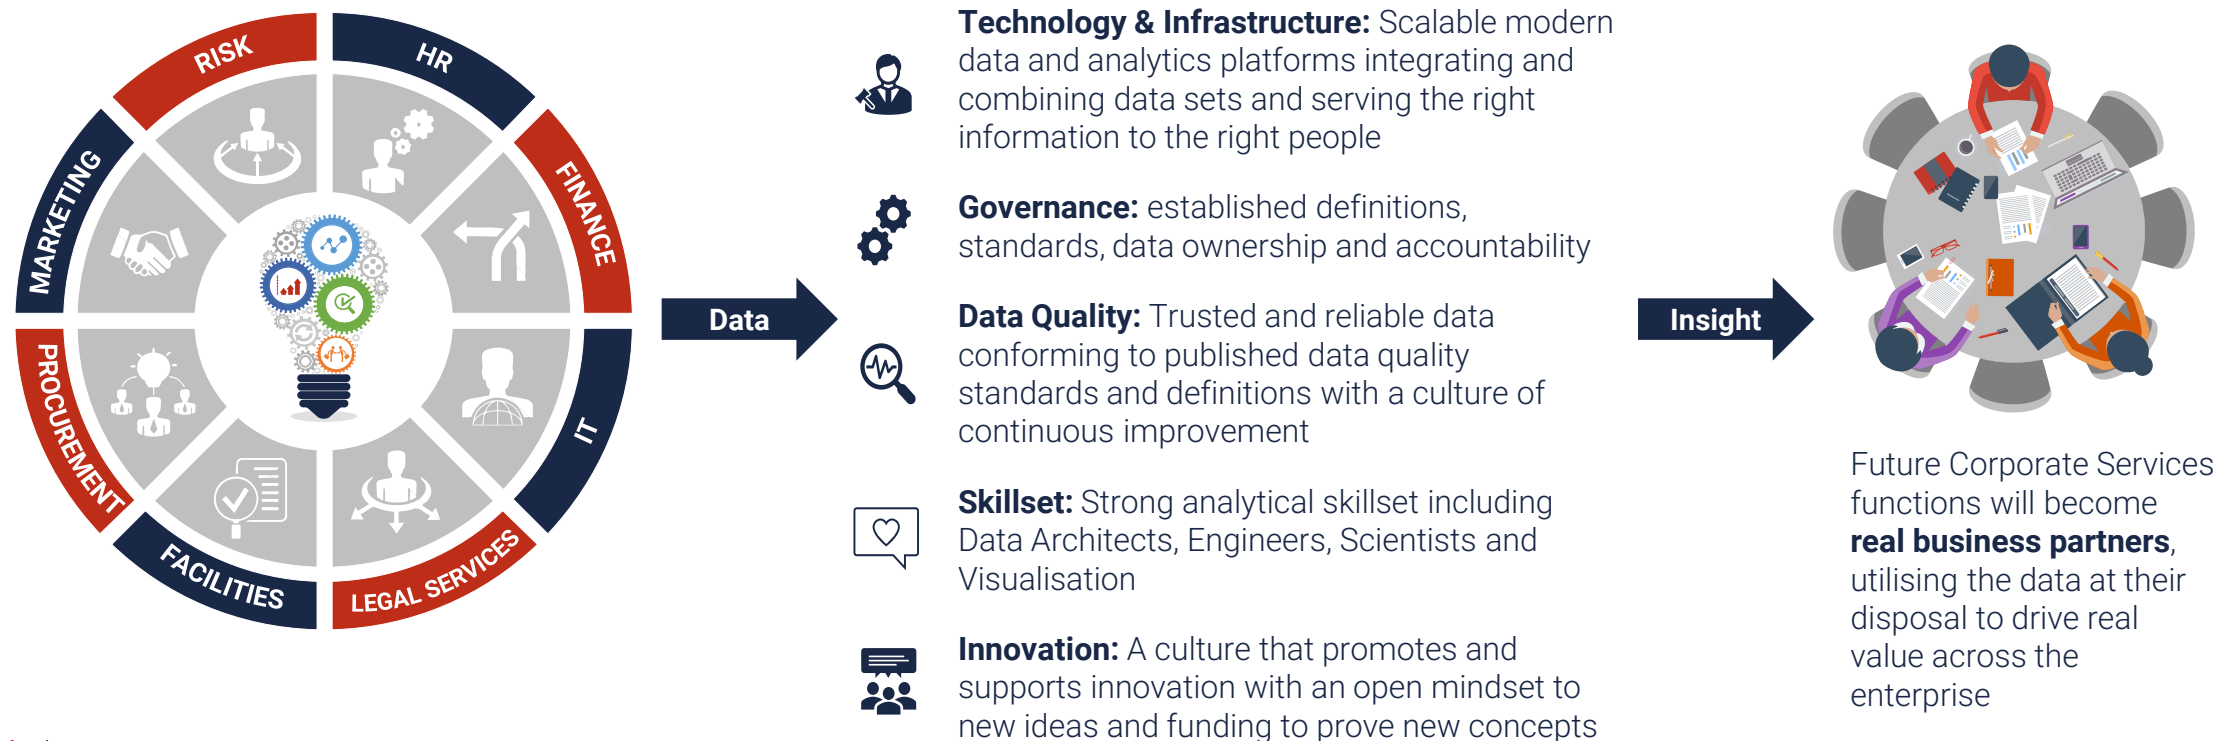 RISK
HR
FINANCE
IT
LEGAL SERVICES
FACILITIES
PROCUREMENT
MARKETING
Data
Technology & Infrastructure: Scalable modern
data and analytics platforms integrating and
combining data sets and serving the right
information to the right people
Governance: established definitions,
standards, data ownership and accountability
Data Quality: Trusted and reliable data
conforming to published data quality
standards and definitions with a culture of
continuous improvement
Skillset: Strong analytical skillset including
Data Architects, Engineers, Scientists and
Visualisation
Innovation: A culture that promotes and
supports innovation with an open mindset to
new ideas and funding to prove new concepts
Insight
Future Corporate Services
functions will become
real business partners,
utilising the data at their
disposal to drive real
value across the
enterprise